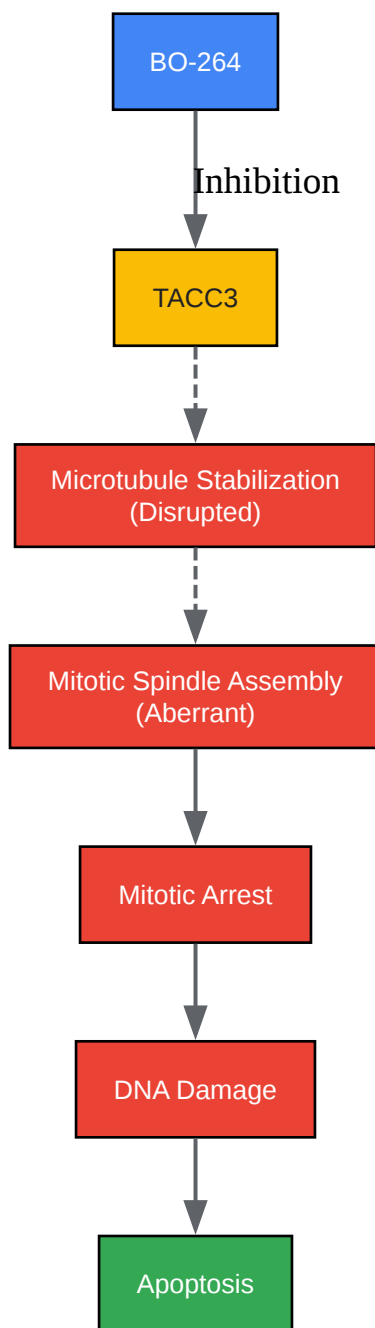 BO-264
Inhibition
TACC3
Microtubule Stabilization
(Disrupted)
Mitotic Spindle Assembly
(Aberrant)
Mitotic Arrest
DNA Damage
Apoptosis